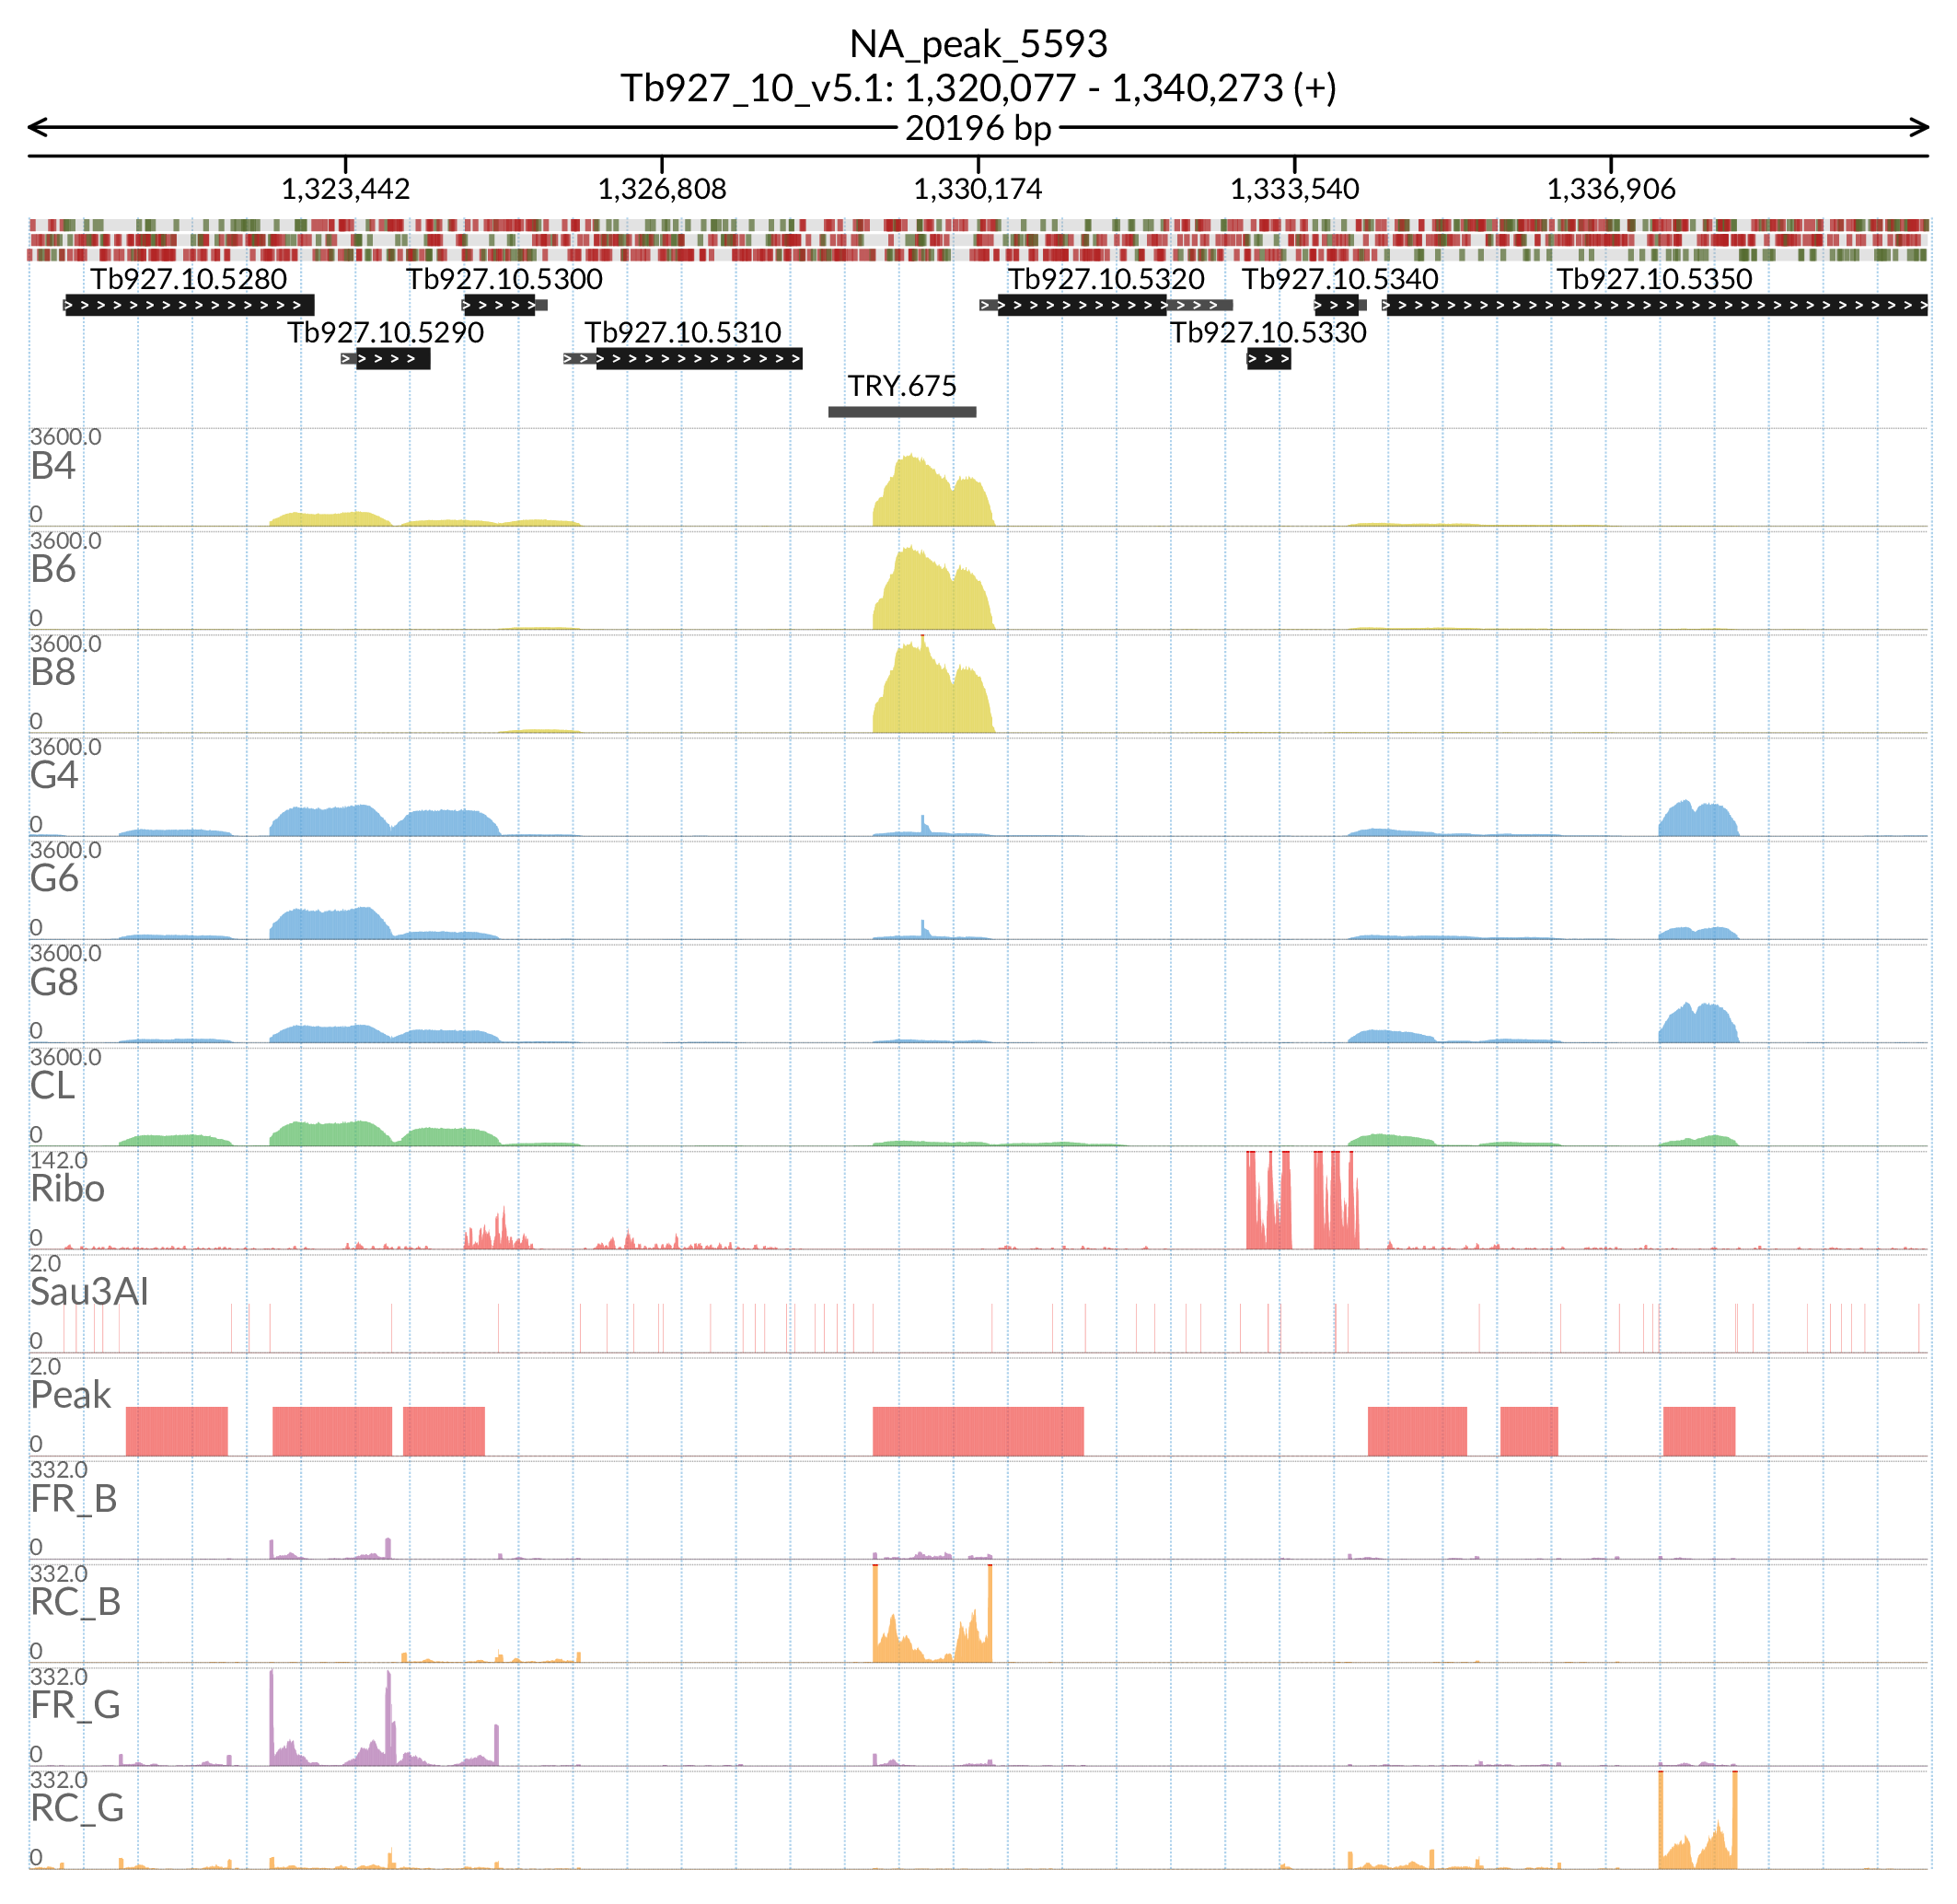 NA_peak_5593
Tb927_10_v5.1: 1,320,077 - 1,340,273 (+)
20196 bp
1,323,442 1,326,808 1,330,174 1,333,540 1,336,906
Tb927.10.5280 Tb927.10.5300 Tb927.10.5320 Tb927.10.5340 Tb927.10.5350
Tb927.10.5290 Tb927.10.5310 Tb927.10.5330
TRY.675
3600.0
B4
0
3600.0
B6
0
3600.0
B8
0
3600.0
G4
0
3600.0
G6
0
3600.0
G8
0
3600.0
CL
0
142.0
Ribo
0
2.0
Sau3AI
0
2.0
Peak
0
332.0
FR_B
0
332.0
RC_B
0
332.0
FR_G
0
332.0
RC_G
0